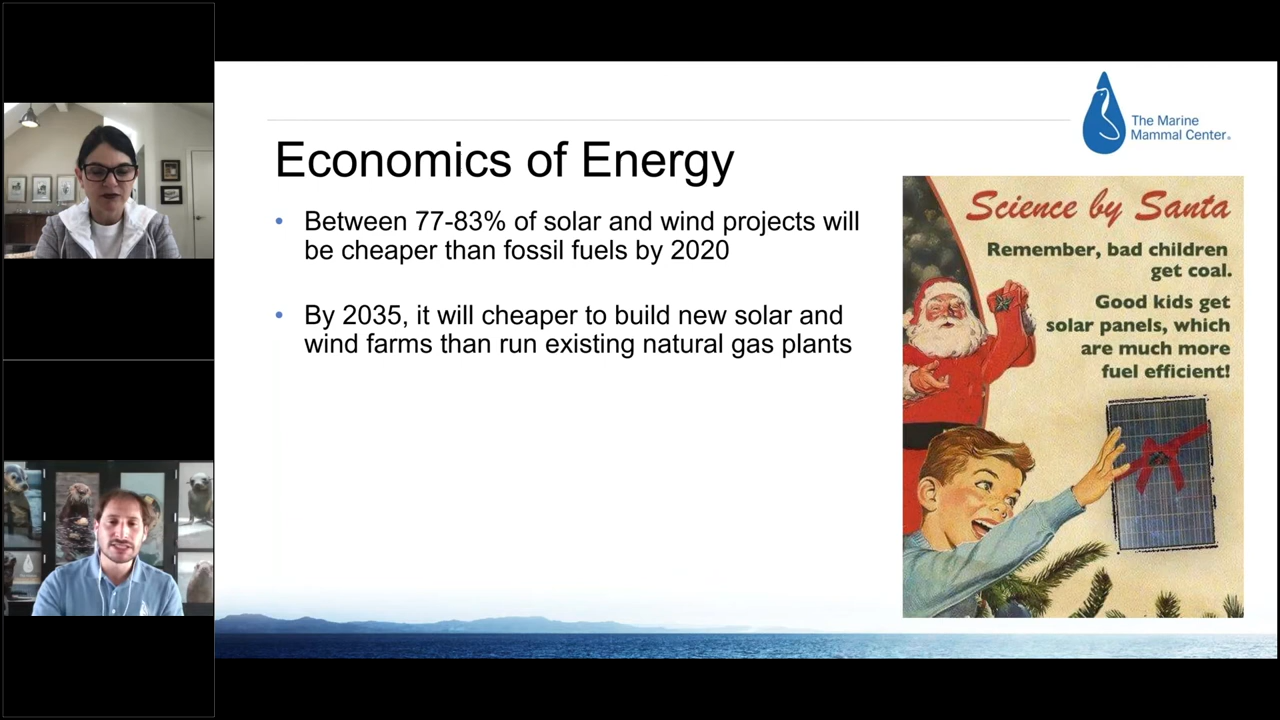 The Marine
Mammal Center
Economics of Energy
Between 77-83% of solar and wind projects will
be cheaper than fossil fuels by 2020
By 2035, it will cheaper to build new solar and
wind farms than run existing natural gas plants
Science by Santa
Remember, bad children
get coal.
Good kids get
solar panels, which
are much more
fuel efficient!